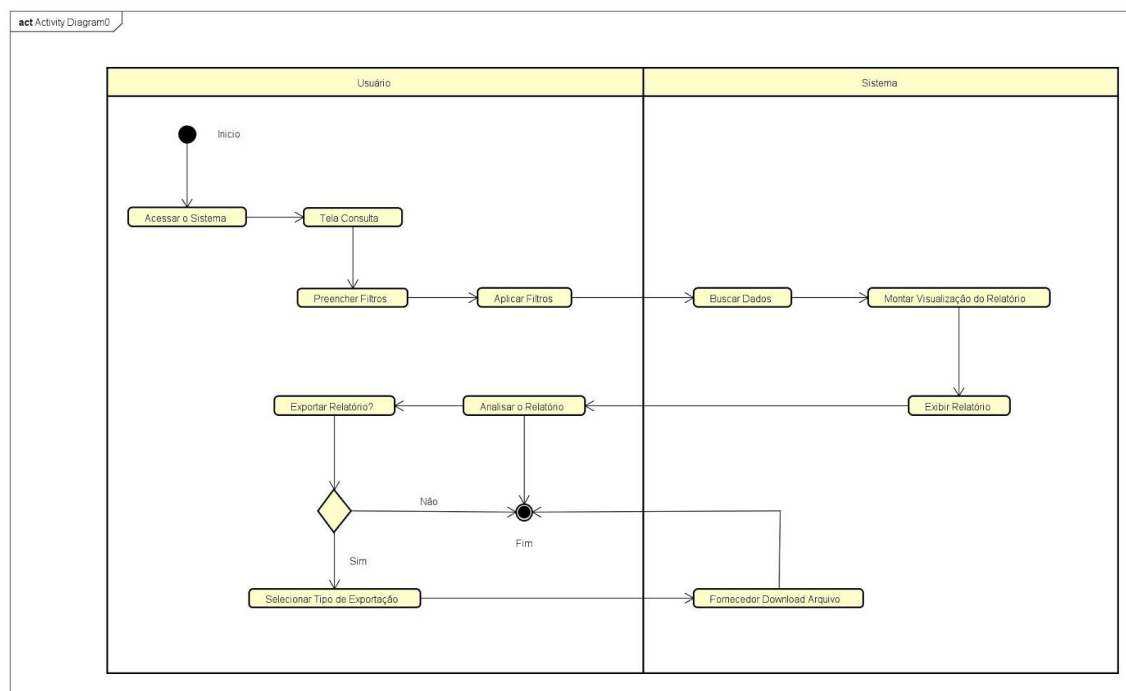 act Activity Diagram0
Usuário
Sistema
Inicio
Acessar o Sistema
Tela Consulta
Preencher Filtros
Aplicar Filtros
Buscar Dados
Montar Visualização do Relatório
Exportar Relatório?
Analisar o Relatório
Exibir Relatório
Não
Fim
Sim
Selecionar Tipo de Exportação
Fornecedor Download Arquivo